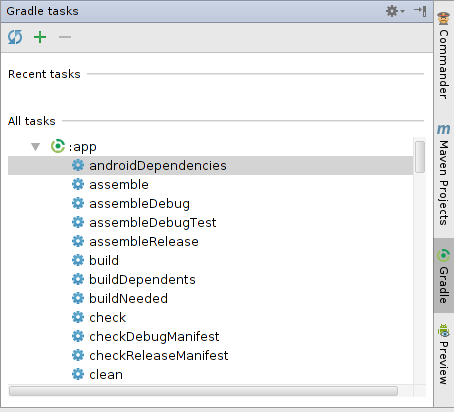 Gradle tasks
Recent tasks
All tasks
:app
androidDependencies
assemble
assembleDebug
assembleDebugTest
assembleRelease
build
buildDependents
buildNeeded
check
checkDebugManifest
checkReleaseManifest
clean
Commander
m
Maven Projects
Gradle
Preview